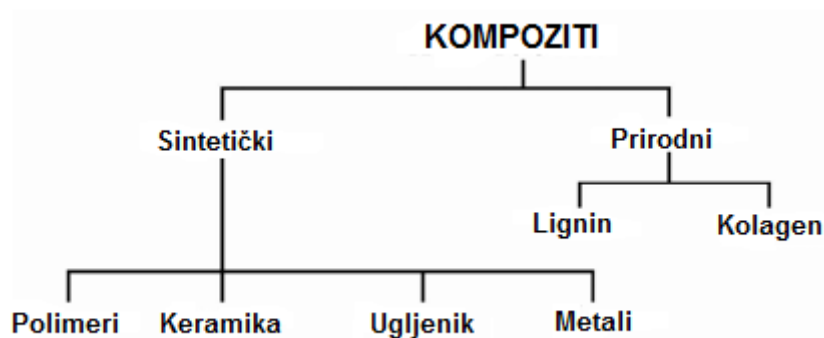 KOMPOZITI
Sintetički
Prirodni
Lignin
Kolagen
Polimeri
Keramika
Ugljenik
Metali